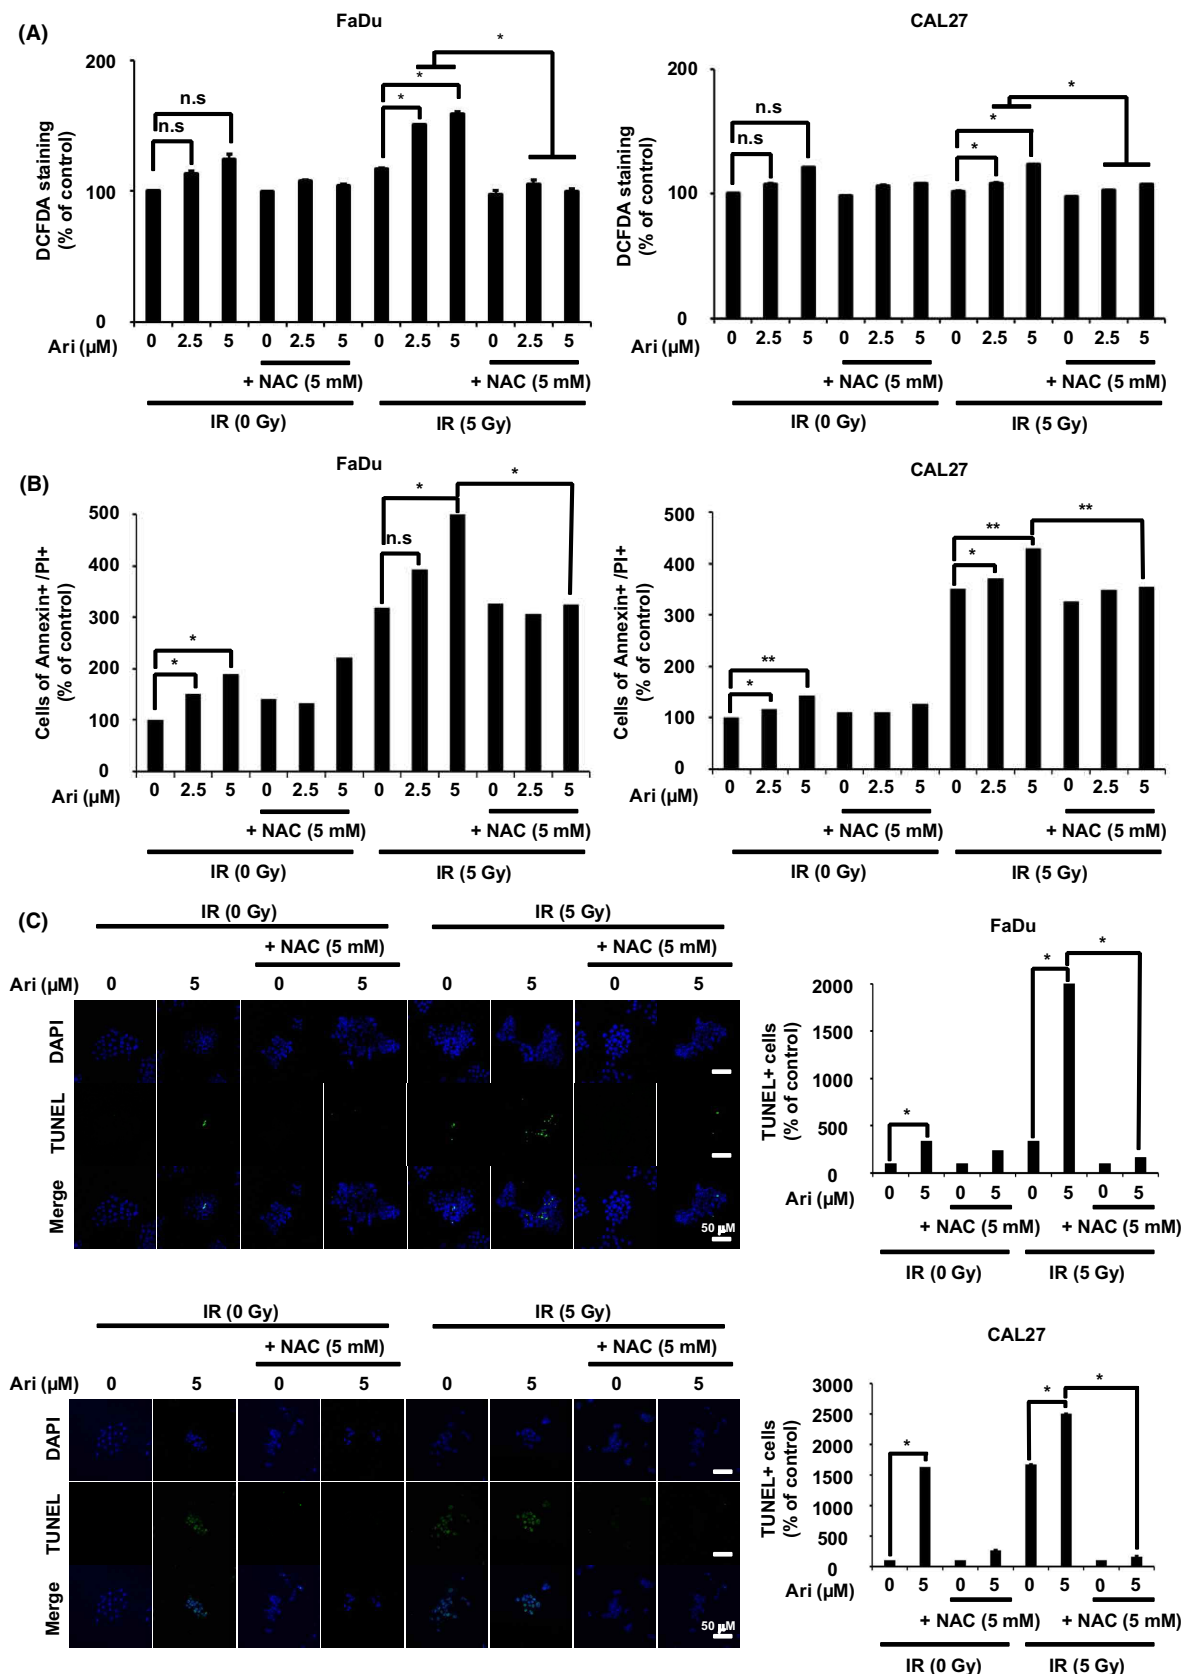 (A)
FaDu
DCFDA staining
(% of control)
200
100
0
n.s
n.s
*
*
*
Ari (µM)
0 2.5 5 0 2.5 5 0 2.5 5 0 2.5 5
+ NAC (5 mM) + NAC (5 mM)
IR (0 Gy) IR (5 Gy)
CAL27
DCFDA staining
(% of control)
200
100
0
n.s
n.s
*
*
*
0 2.5 5 0 2.5 5 0 2.5 5 0 2.5 5
+ NAC (5 mM) + NAC (5 mM)
IR (0 Gy) IR (5 Gy)
(B)
FaDu
Cells of Annexin+ /PI+
(% of control)
500
400
300
200
100
0
*
*
n.s
*
*
Ari (µM)
0 2.5 5 0 2.5 5 0 2.5 5 0 2.5 5
+ NAC (5 mM) + NAC (5 mM)
IR (0 Gy) IR (5 Gy)
CAL27
Cells of Annexin+ /PI+
(% of control)
500
400
300
200
100
0
*
**
*
**
**
0 2.5 5 0 2.5 5 0 2.5 5 0 2.5 5
+ NAC (5 mM) + NAC (5 mM)
IR (0 Gy) IR (5 Gy)
(C)
IR (0 Gy) IR (5 Gy)
+ NAC (5 mM) + NAC (5 mM)
Ari (µM) 0 5 0 5 0 5 0 5
DAPI
TUNEL
Merge
50 µM
FaDu
TUNEL+ cells
(% of control)
2000
1500
1000
500
0
*
*
*
Ari (µM) 0 5 0 5 0 5 0 5
+ NAC (5 mM) + NAC (5 mM)
IR (0 Gy) IR (5 Gy)
IR (0 Gy) IR (5 Gy)
+ NAC (5 mM) + NAC (5 mM)
Ari (µM) 0 5 0 5 0 5 0 5
DAPI
TUNEL
Merge
50 µM
CAL27
TUNEL+ cells
(% of control)
3000
2500
2000
1500
1000
500
0
*
*
*
Ari (µM) 0 5 0 5 0 5 0 5
+ NAC (5 mM) + NAC (5 mM)
IR (0 Gy) IR (5 Gy)